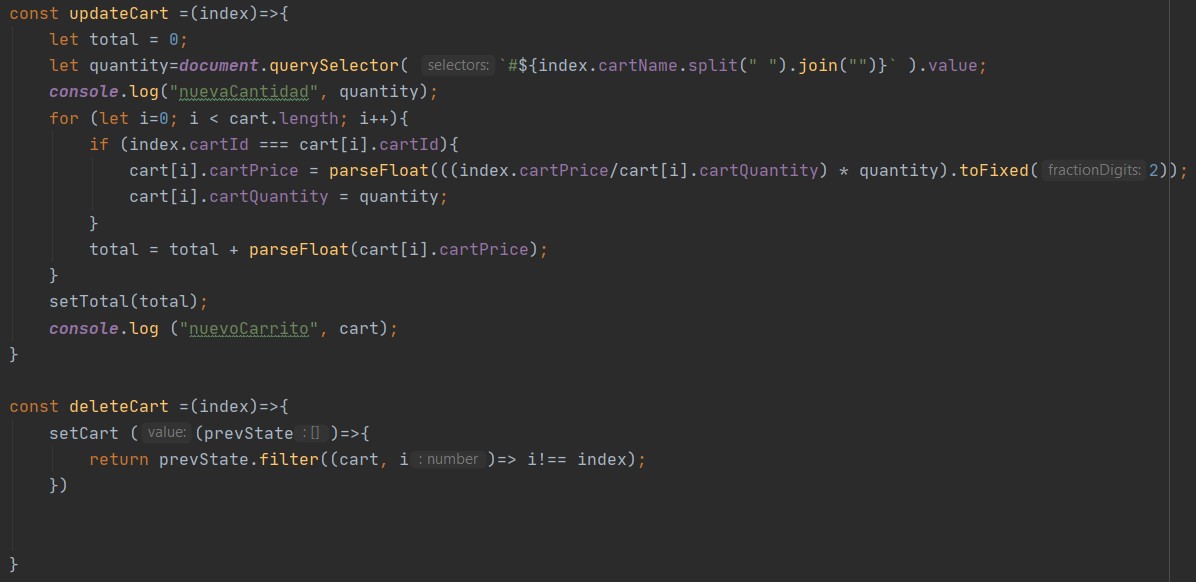 const updateCart =(index)=>{
    let total = 0;
    let quantity=document.querySelector( selectors: `#${index.cartName.split(" ").join("")}` ).value;
    console.log("nuevaCantidad", quantity);
    for (let i=0; i < cart.length; i++){
        if (index.cartId === cart[i].cartId){
            cart[i].cartPrice = parseFloat(((index.cartPrice/cart[i].cartQuantity) * quantity).toFixed( fractionDigits: 2));
            cart[i].cartQuantity = quantity;
        }
        total = total + parseFloat(cart[i].cartPrice);
    }
    setTotal(total);
    console.log ("nuevoCarrito", cart);
}
const deleteCart =(index)=>{
    setCart ( value: (prevState : [] )=>{
        return prevState.filter((cart, i : number )=> i!== index);
    })
}